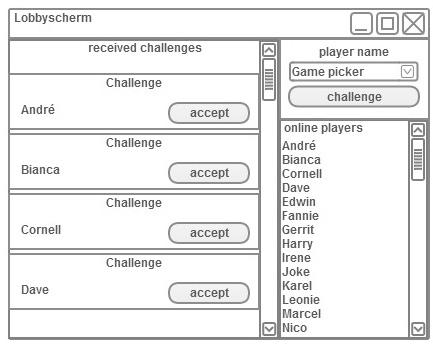 Lobbyscherm
received challenges
Challenge
André
accept
Challenge
Bianca
accept
Challenge
Cornell
accept
Challenge
Dave
accept
player name
Game picker
challenge
online players
André
Bianca
Cornell
Dave
Edwin
Fannie
Gerrit
Harry
Irene
Joke
Karel
Leonie
Marcel
Nico